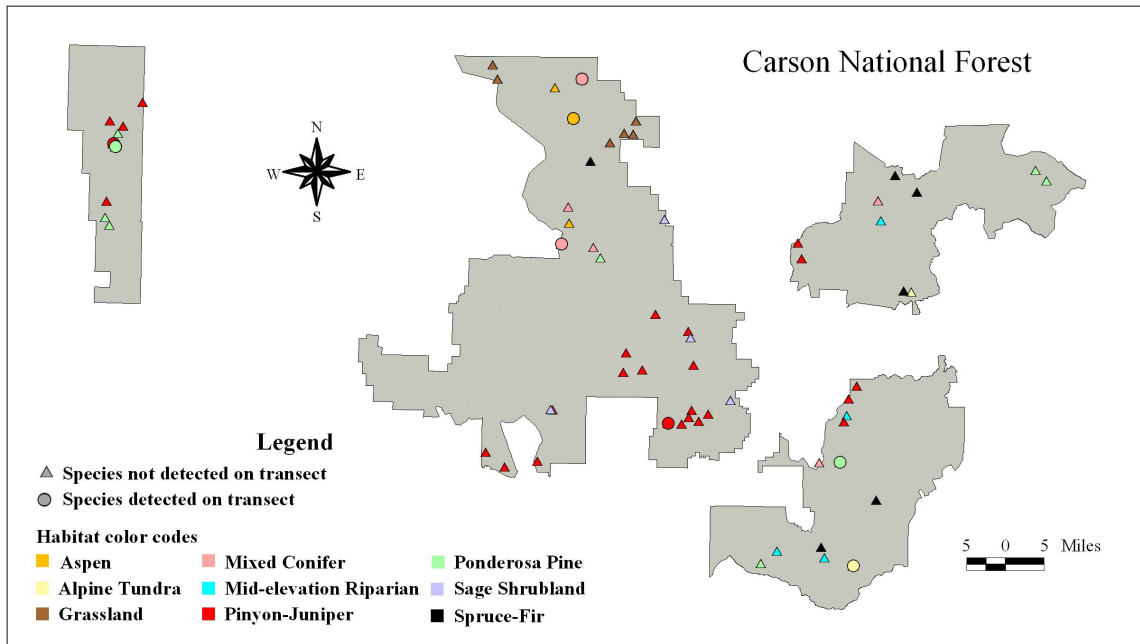 Carson National Forest
N
W E
S
Legend
Species not detected on transect
Species detected on transect
Habitat color codes
Aspen
Mixed Conifer
Ponderosa Pine
Alpine Tundra
Mid-elevation Riparian
Sage Shrubland
Grassland
Pinyon-Juniper
Spruce-Fir
5 0 5 Miles